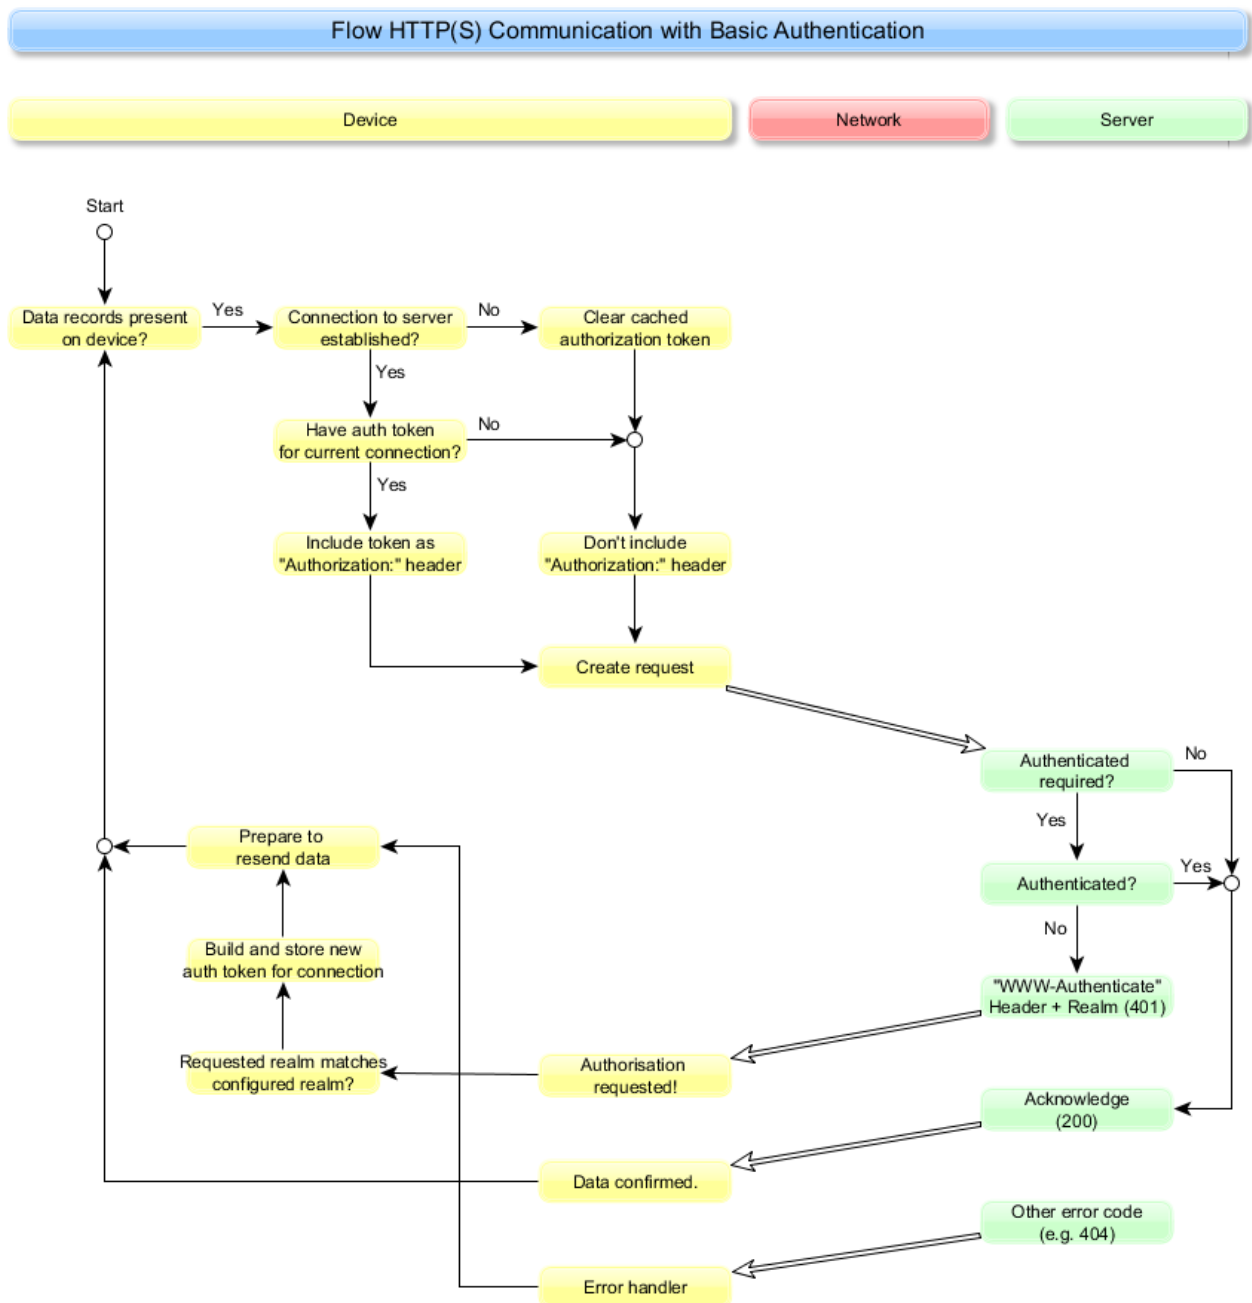 Flow HTTP(S) Communication with Basic Authentication
Device
Network
Server
Start
Data records present
on device?
Yes
Connection to server
established?
No
Clear cached
authorization token
Yes
Have auth token
for current connection?
No
Yes
Include token as
"Authorization:" header
Don't include
"Authorization:" header
Create request
Authenticated
required?
No
Yes
Prepare to
resend data
Authenticated?
Yes
No
Build and store new
auth token for connection
"WWW-Authenticate"
Header + Realm (401)
Requested realm matches
configured realm?
Authorisation
requested!
Acknowledge
(200)
Data confirmed.
Other error code
(e.g. 404)
Error handler